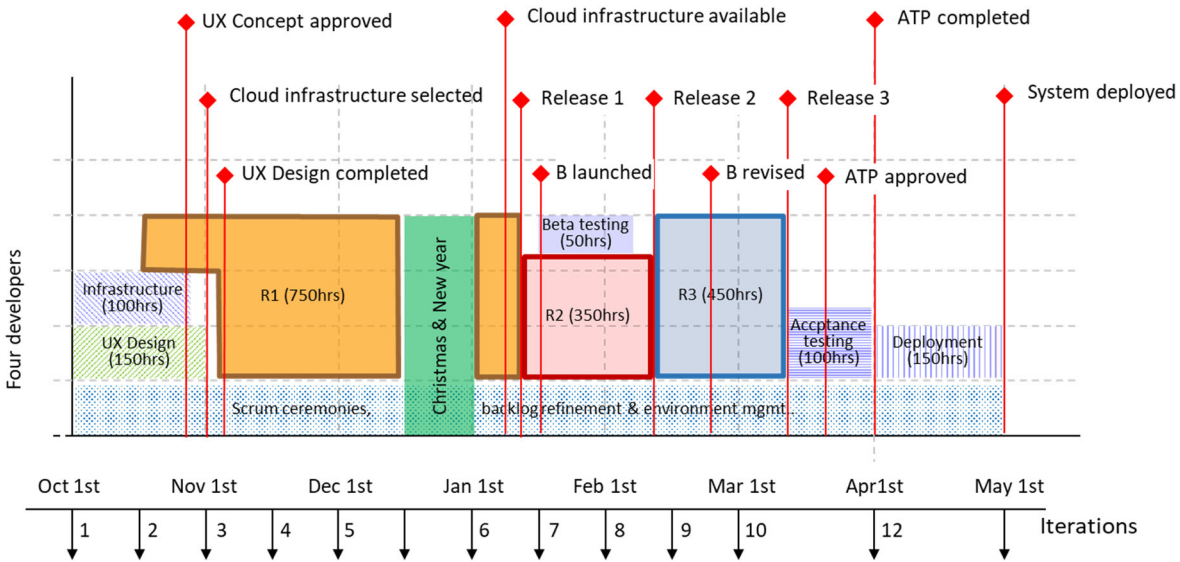 UX Concept approved
Cloud infrastructure available
ATP completed
Cloud infrastructure selected
Release 1
Release 2
Release 3
System deployed
UX Design completed
B launched
B revised
ATP approved
Four developers
Infrastructure
(100hrs)
UX Design
(150hrs)
R1 (750hrs)
Christmas & New year
Beta testing
(50hrs)
R2 (350hrs)
R3 (450hrs)
Accptance
testing
(100hrs)
Deployment
(150hrs)
Scrum ceremonies,
backlog refinement & environment mgmt..
Oct 1st
Nov 1st
Dec 1st
Jan 1st
Feb 1st
Mar 1st
Apr1st
May 1st
1
2
3
4
5
6
7
8
9
10
12
Iterations